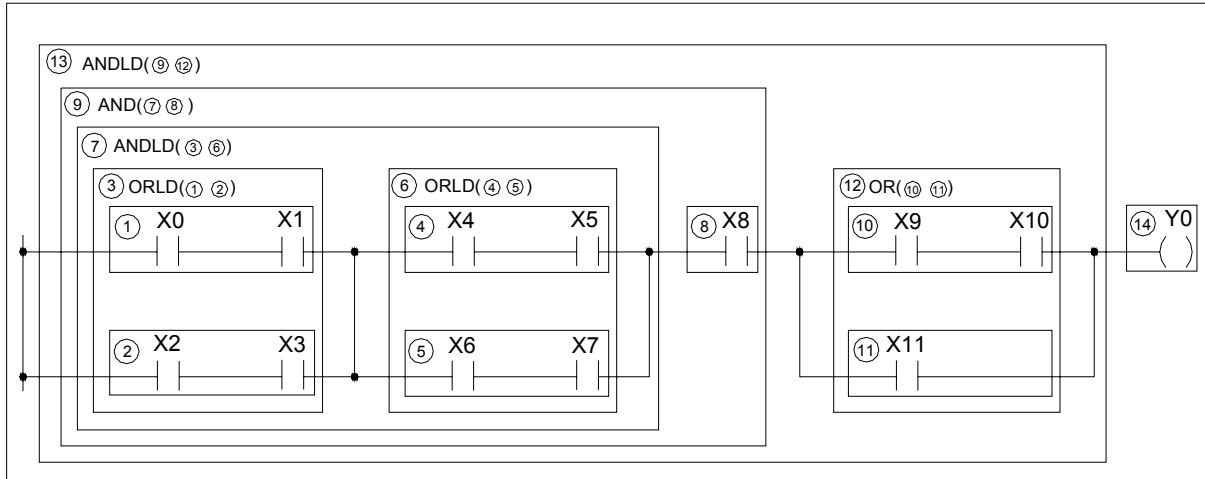 ⑬ ANDLD(⑨ ⑫)
⑨ AND(⑦ ⑧ )
⑦ ANDLD( ③ ⑥)
③ ORLD(① ②) ⑥ ORLD(④ ⑤) ⑫ OR(⑩ ⑪)
① X0 X1 ④ X4 X5 ⑧ X8 ⑩ X9 X10 ⑭ Y0
② X2 X3 ⑤ X6 X7 ⑪ X11